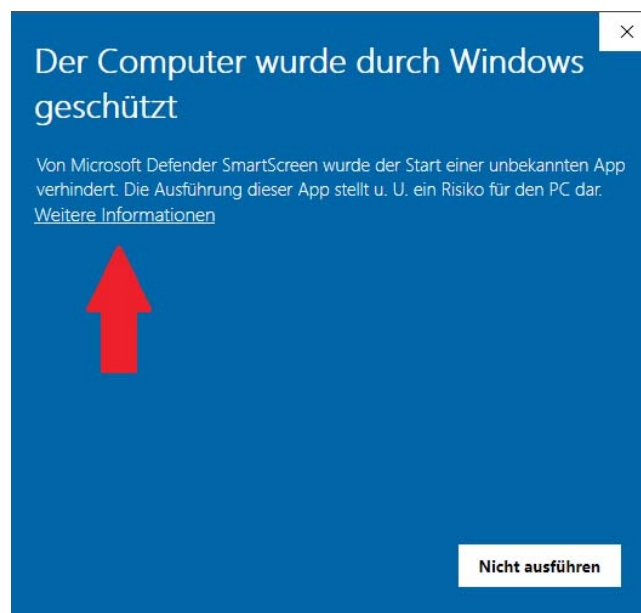 Der Computer wurde durch Windows
geschützt
Von Microsoft Defender SmartScreen wurde der Start einer unbekannten App
verhindert. Die Ausführung dieser App stellt u. U. ein Risiko für den PC dar.
Weitere Informationen
Nicht ausführen